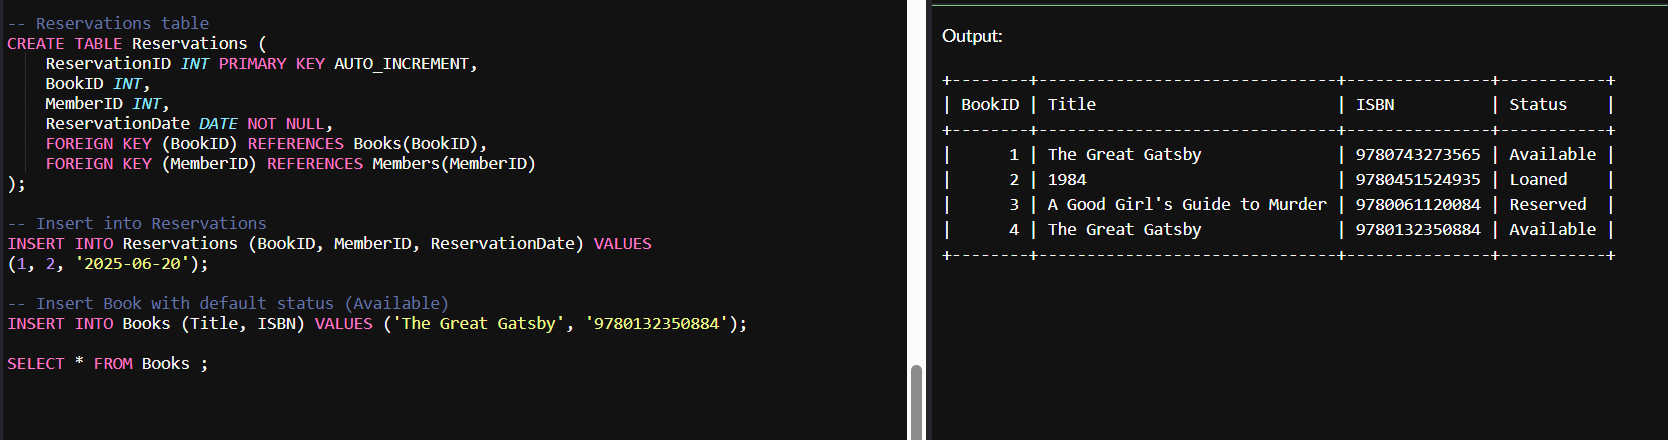 -- Reservations table
CREATE TABLE Reservations (
    ReservationID INT PRIMARY KEY AUTO_INCREMENT,
    BookID INT,
    MemberID INT,
    ReservationDate DATE NOT NULL,
    FOREIGN KEY (BookID) REFERENCES Books(BookID),
    FOREIGN KEY (MemberID) REFERENCES Members(MemberID)
);
-- Insert into Reservations
INSERT INTO Reservations (BookID, MemberID, ReservationDate) VALUES
(1, 2, '2025-06-20');
-- Insert Book with default status (Available)
INSERT INTO Books (Title, ISBN) VALUES ('The Great Gatsby', '9780132350884');
SELECT * FROM Books ;
Output:
+--------+-------------------------------+---------------+-----------+
| BookID | Title                         | ISBN          | Status    |
+--------+-------------------------------+---------------+-----------+
|      1 | The Great Gatsby              | 9780743273565 | Available |
|      2 | 1984                          | 9780451524935 | Loaned    |
|      3 | A Good Girl's Guide to Murder | 9780061120084 | Reserved  |
|      4 | The Great Gatsby              | 9780132350884 | Available |
+--------+-------------------------------+---------------+-----------+